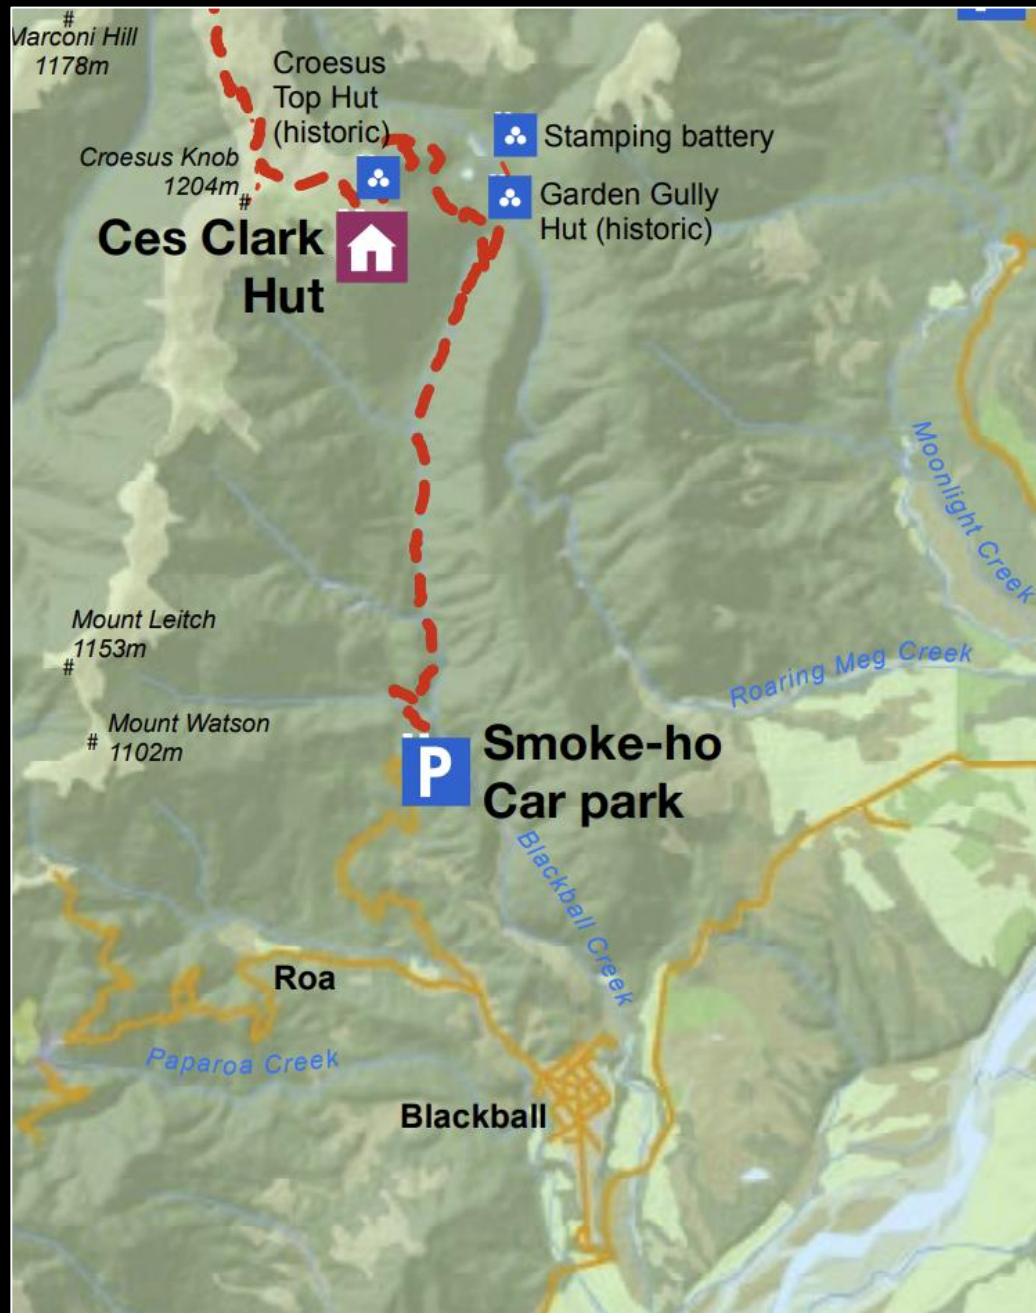 #
Marconi Hill
1178m
Croesus
Top Hut
(historic)
Stamping battery
Croesus Knob
1204m
#
Garden Gully
Hut (historic)
Ces Clark
Hut
Moonlight Creek
Mount Leitch
1153m
#
Roaring Meg Creek
Mount Watson
# 1102m
P
Smoke-ho
Car park
Blackball Creek
Roa
Paparoa Creek
Blackball